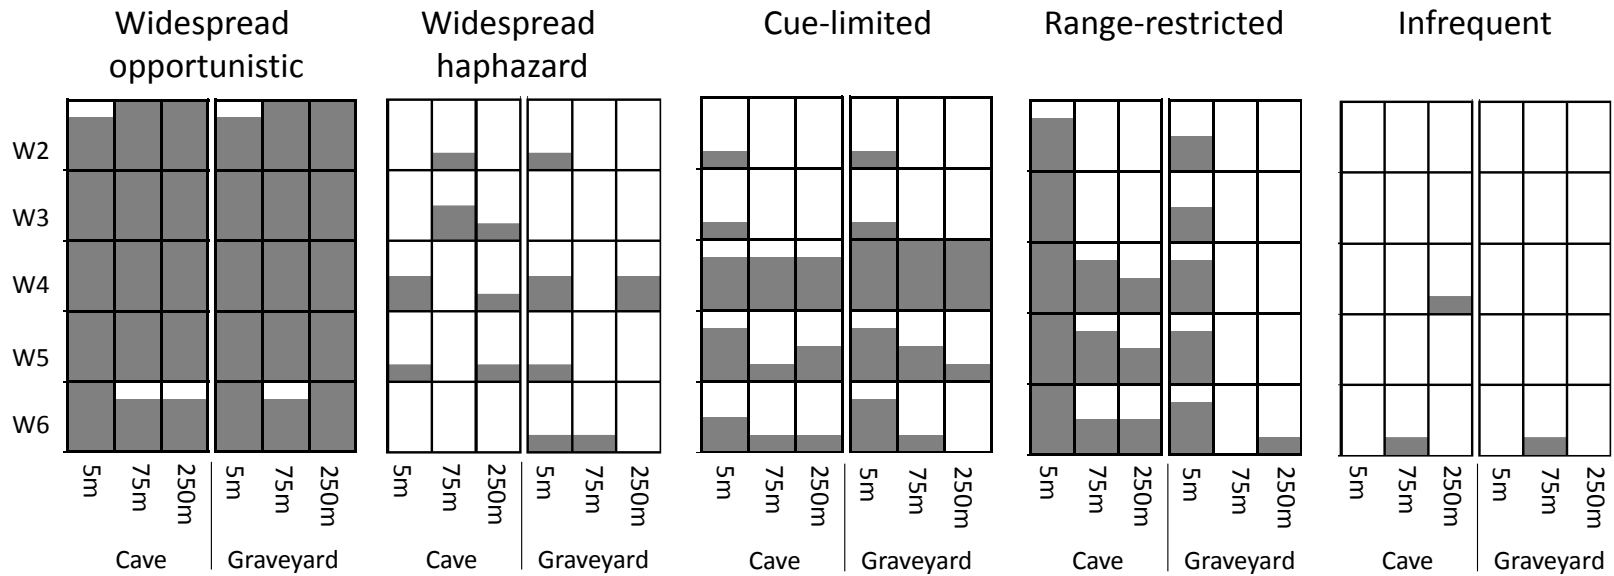 Widespread
opportunistic
Widespread
haphazard
Cue-limited
Range-restricted
Infrequent
W2
W3
W4
W5
W6
5m 75m 250m 5m 75m 250m 5m 75m 250m 5m 75m 250m 5m 75m 250m 5m 75m 250m 5m 75m 250m 5m 75m 250m 5m 75m 250m 5m 75m 250m
Cave Graveyard Cave Graveyard Cave Graveyard Cave Graveyard Cave Graveyard